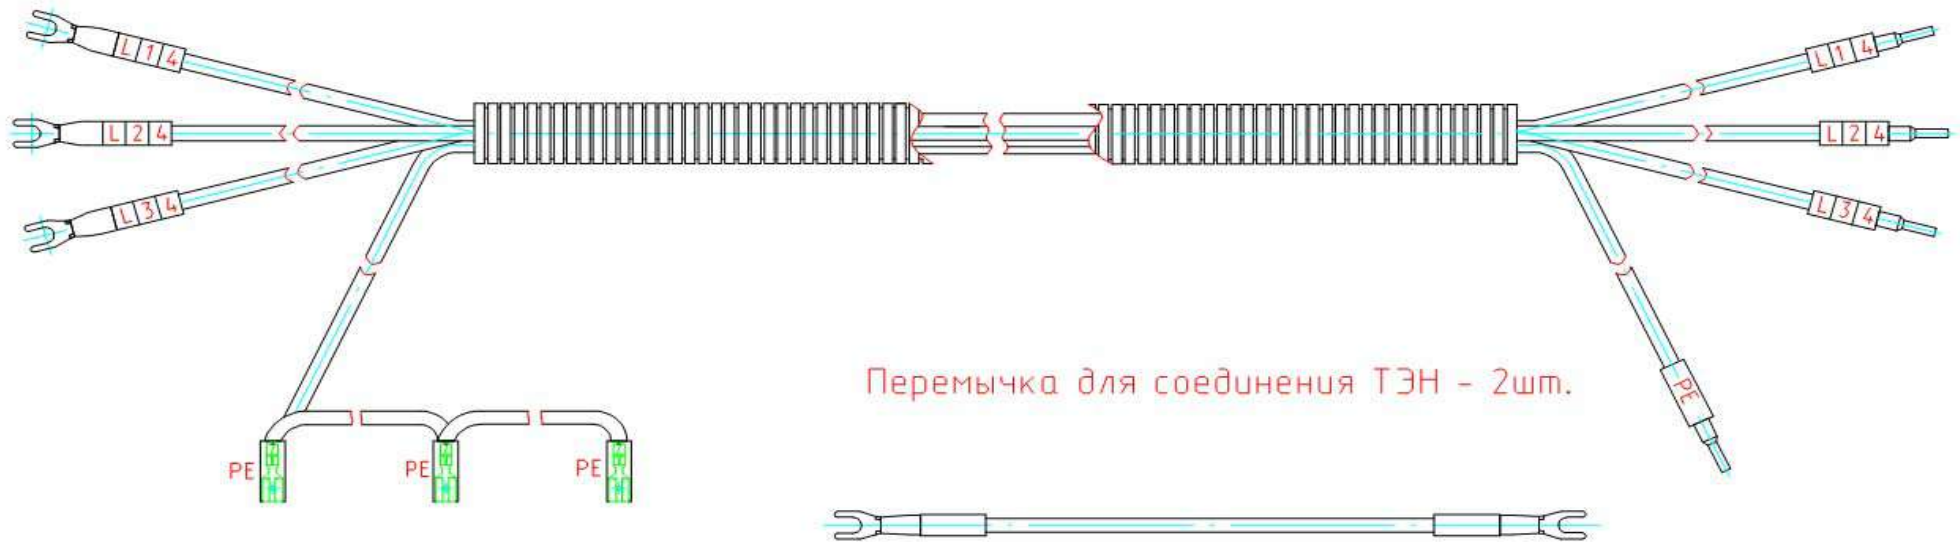 L14
L14
L24
L24
L34
L34
Перемычка для соединения ТЭН - 2шт.
PE
PE
PE
PE